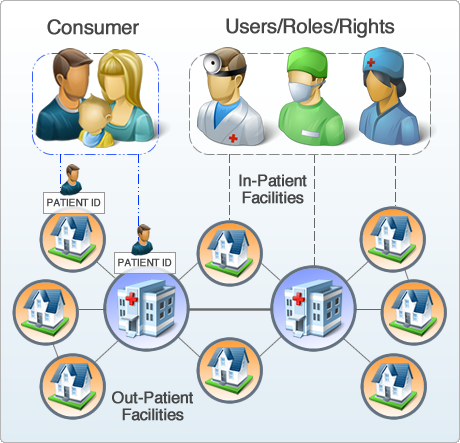 Consumer
Users/Roles/Rights
In-Patient
Facilities
PATIENT ID
PATIENT ID
Out-Patient
Facilities